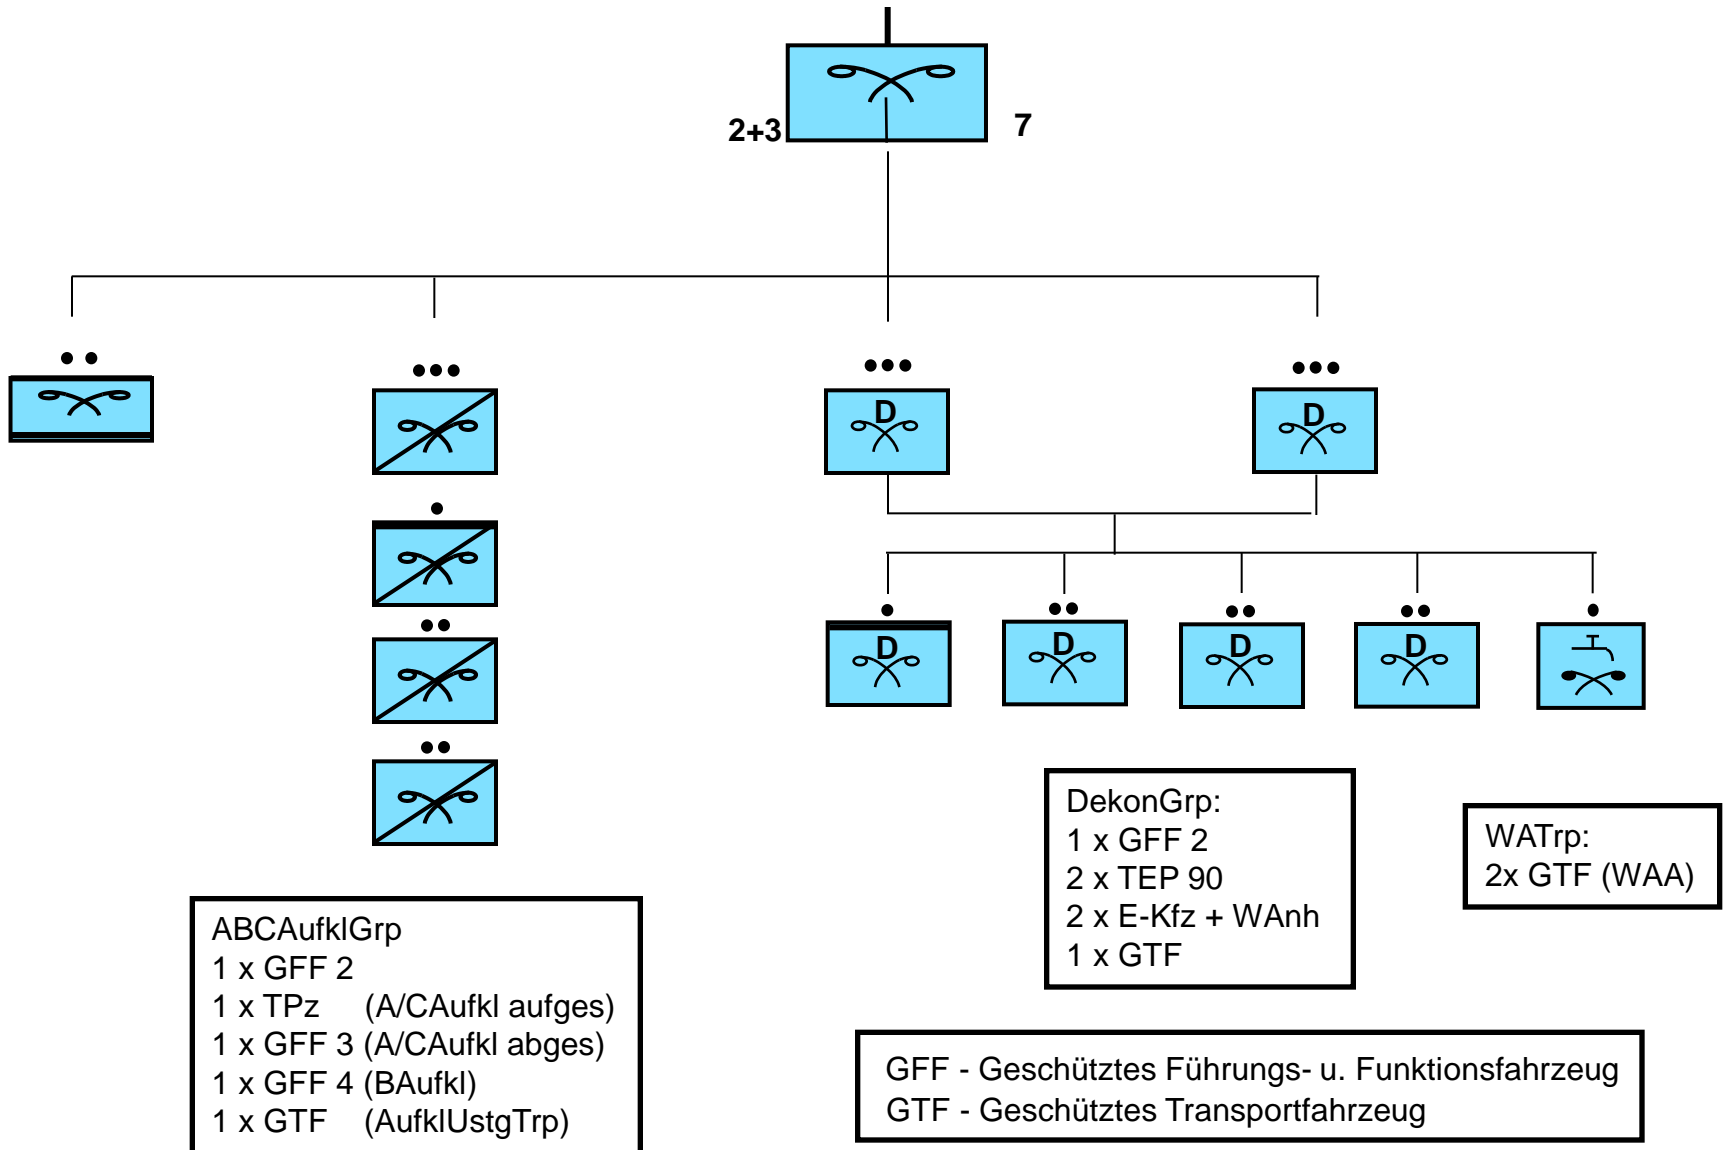 2+3
7
D
D
D
D
D
D
DekonGrp:
1 x GFF 2
2 x TEP 90
2 x E-Kfz + WAnh
1 x GTF
WATrp:
2x GTF (WAA)
ABCAufklGrp
1 x GFF 2
1 x TPz (A/CAufkl aufges)
1 x GFF 3 (A/CAufkl abges)
1 x GFF 4 (BAufkl)
1 x GTF (AufklUstgTrp)
GFF - Geschütztes Führungs- u. Funktionsfahrzeug
GTF - Geschütztes Transportfahrzeug